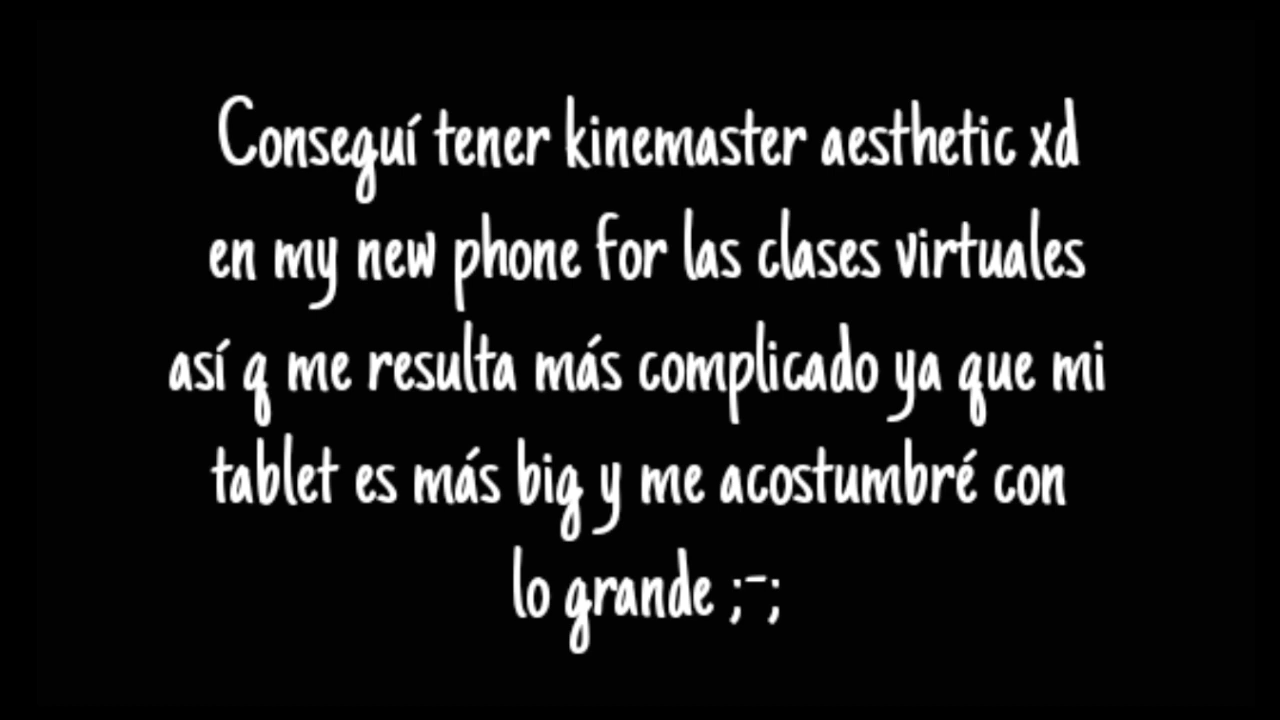 Conseguí tener kinemaster aesthetic xd
en my new phone for las clases virtuales
así q me resulta más complicado ya que mi
tablet es más big y me acostumbré con
lo grande ;-;